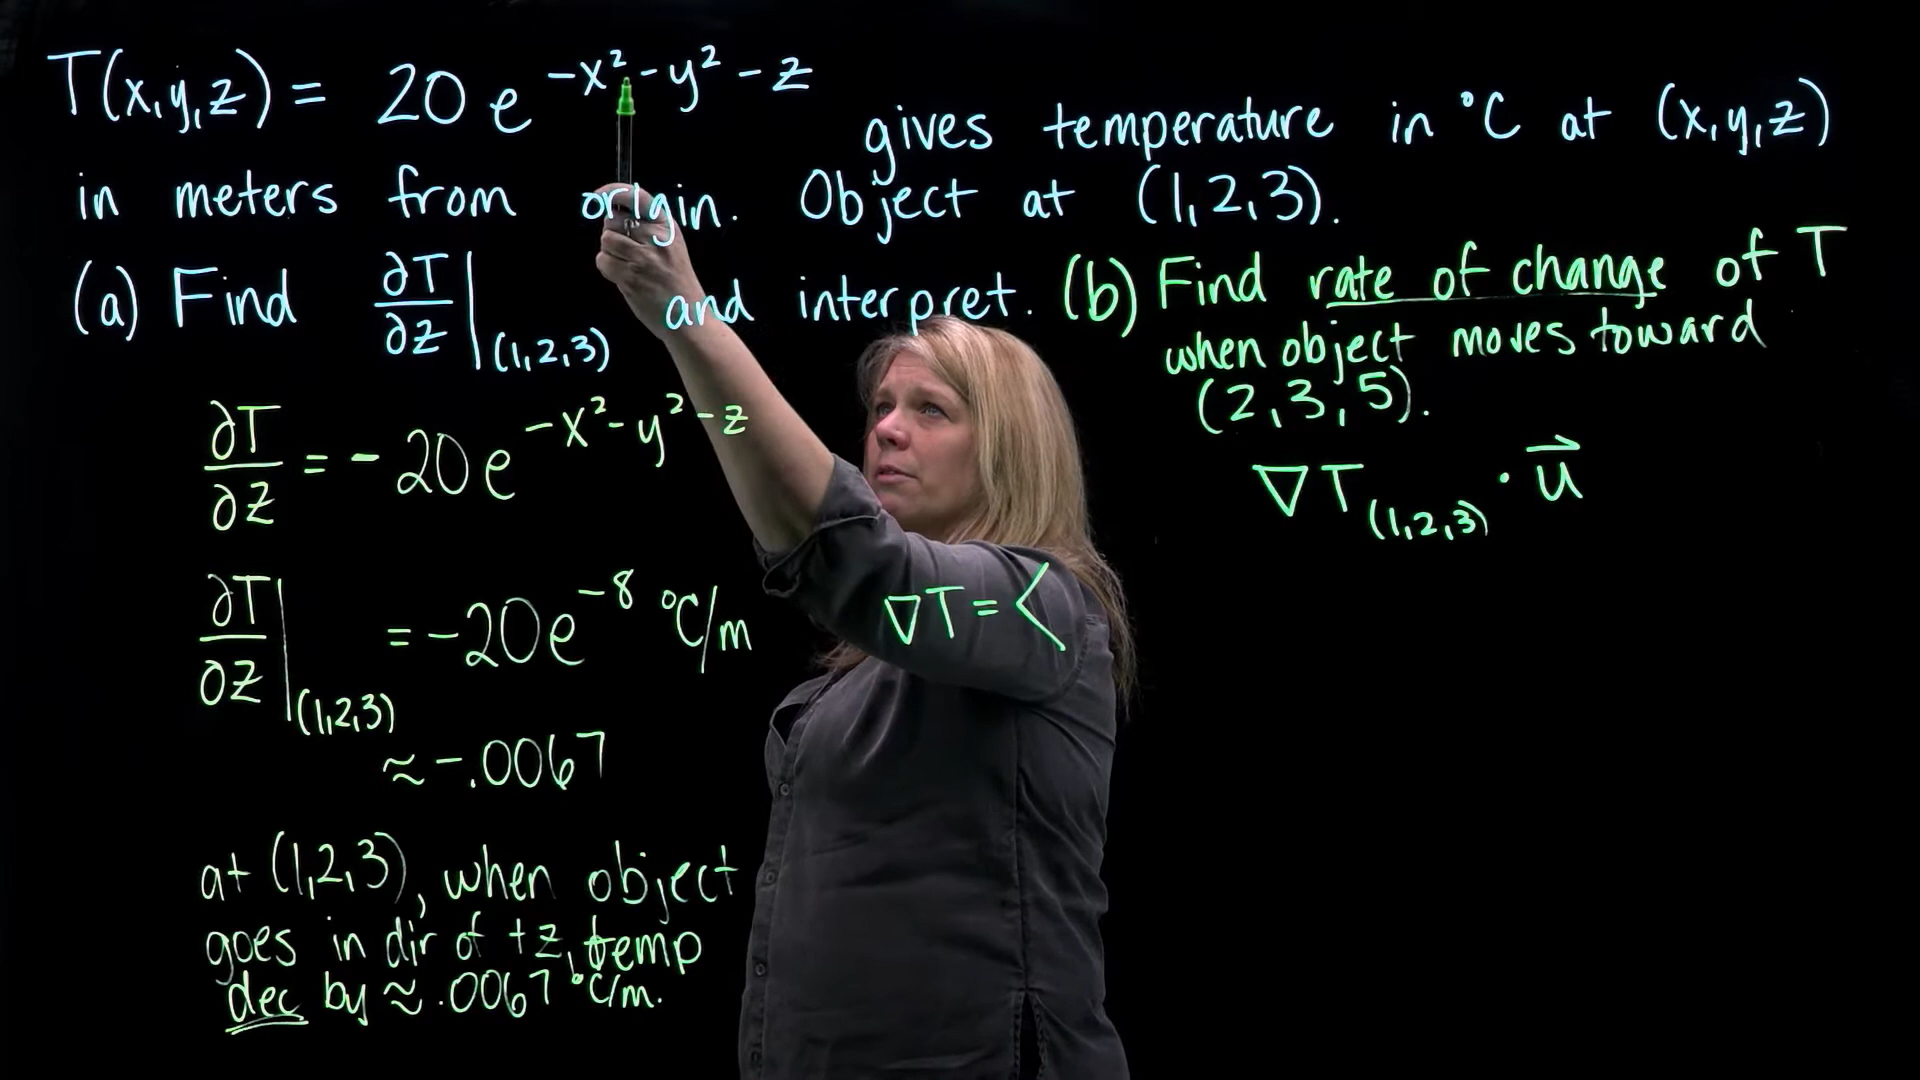 T(x,y,z) = 20 e^{-x²-y²-z} gives temperature in °C at (x,y,z)
in meters from origin. Object at (1,2,3).
(a) Find ∂T/∂z|_(1,2,3) and interpret.
∂T/∂z = -20 e^{-x²-y²-z}
∂T/∂z|_(1,2,3) = -20e^{-8} °C/m
≈ -.0067
at (1,2,3), when object
goes in dir of +z, temp
dec by ≈ .0067 °C/m.
(b) Find rate of change of T
when object moves toward
(2,3,5).
∇T_(1,2,3) · u⃗
∇T = <